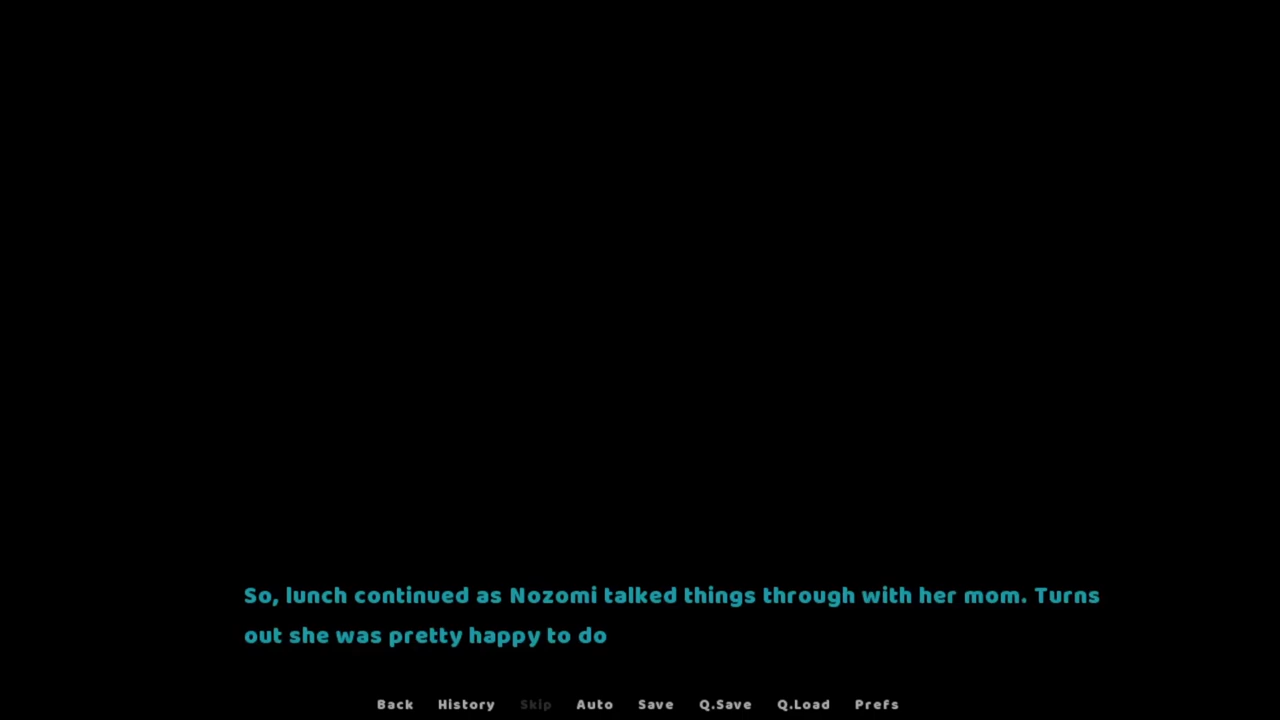 So, lunch continued as Nozomi talked things through with her mom. Turns
out she was pretty happy to do
Back History Skip Auto Save Q.Save Q.Load Prefs